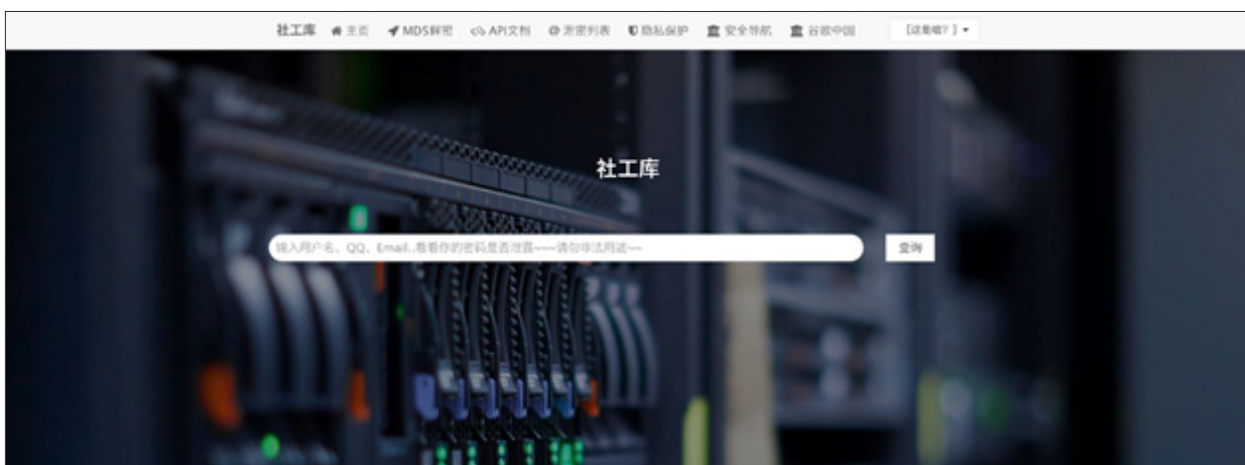 社工库 主页 MD5解密 API文档 @ 泄密列表 隐私保护 安全导航 谷歌中国 【这是啥?】
社工库
输入用户名、QQ、Email..看看你的密码是否泄露~~~请勿非法用途~~
查询